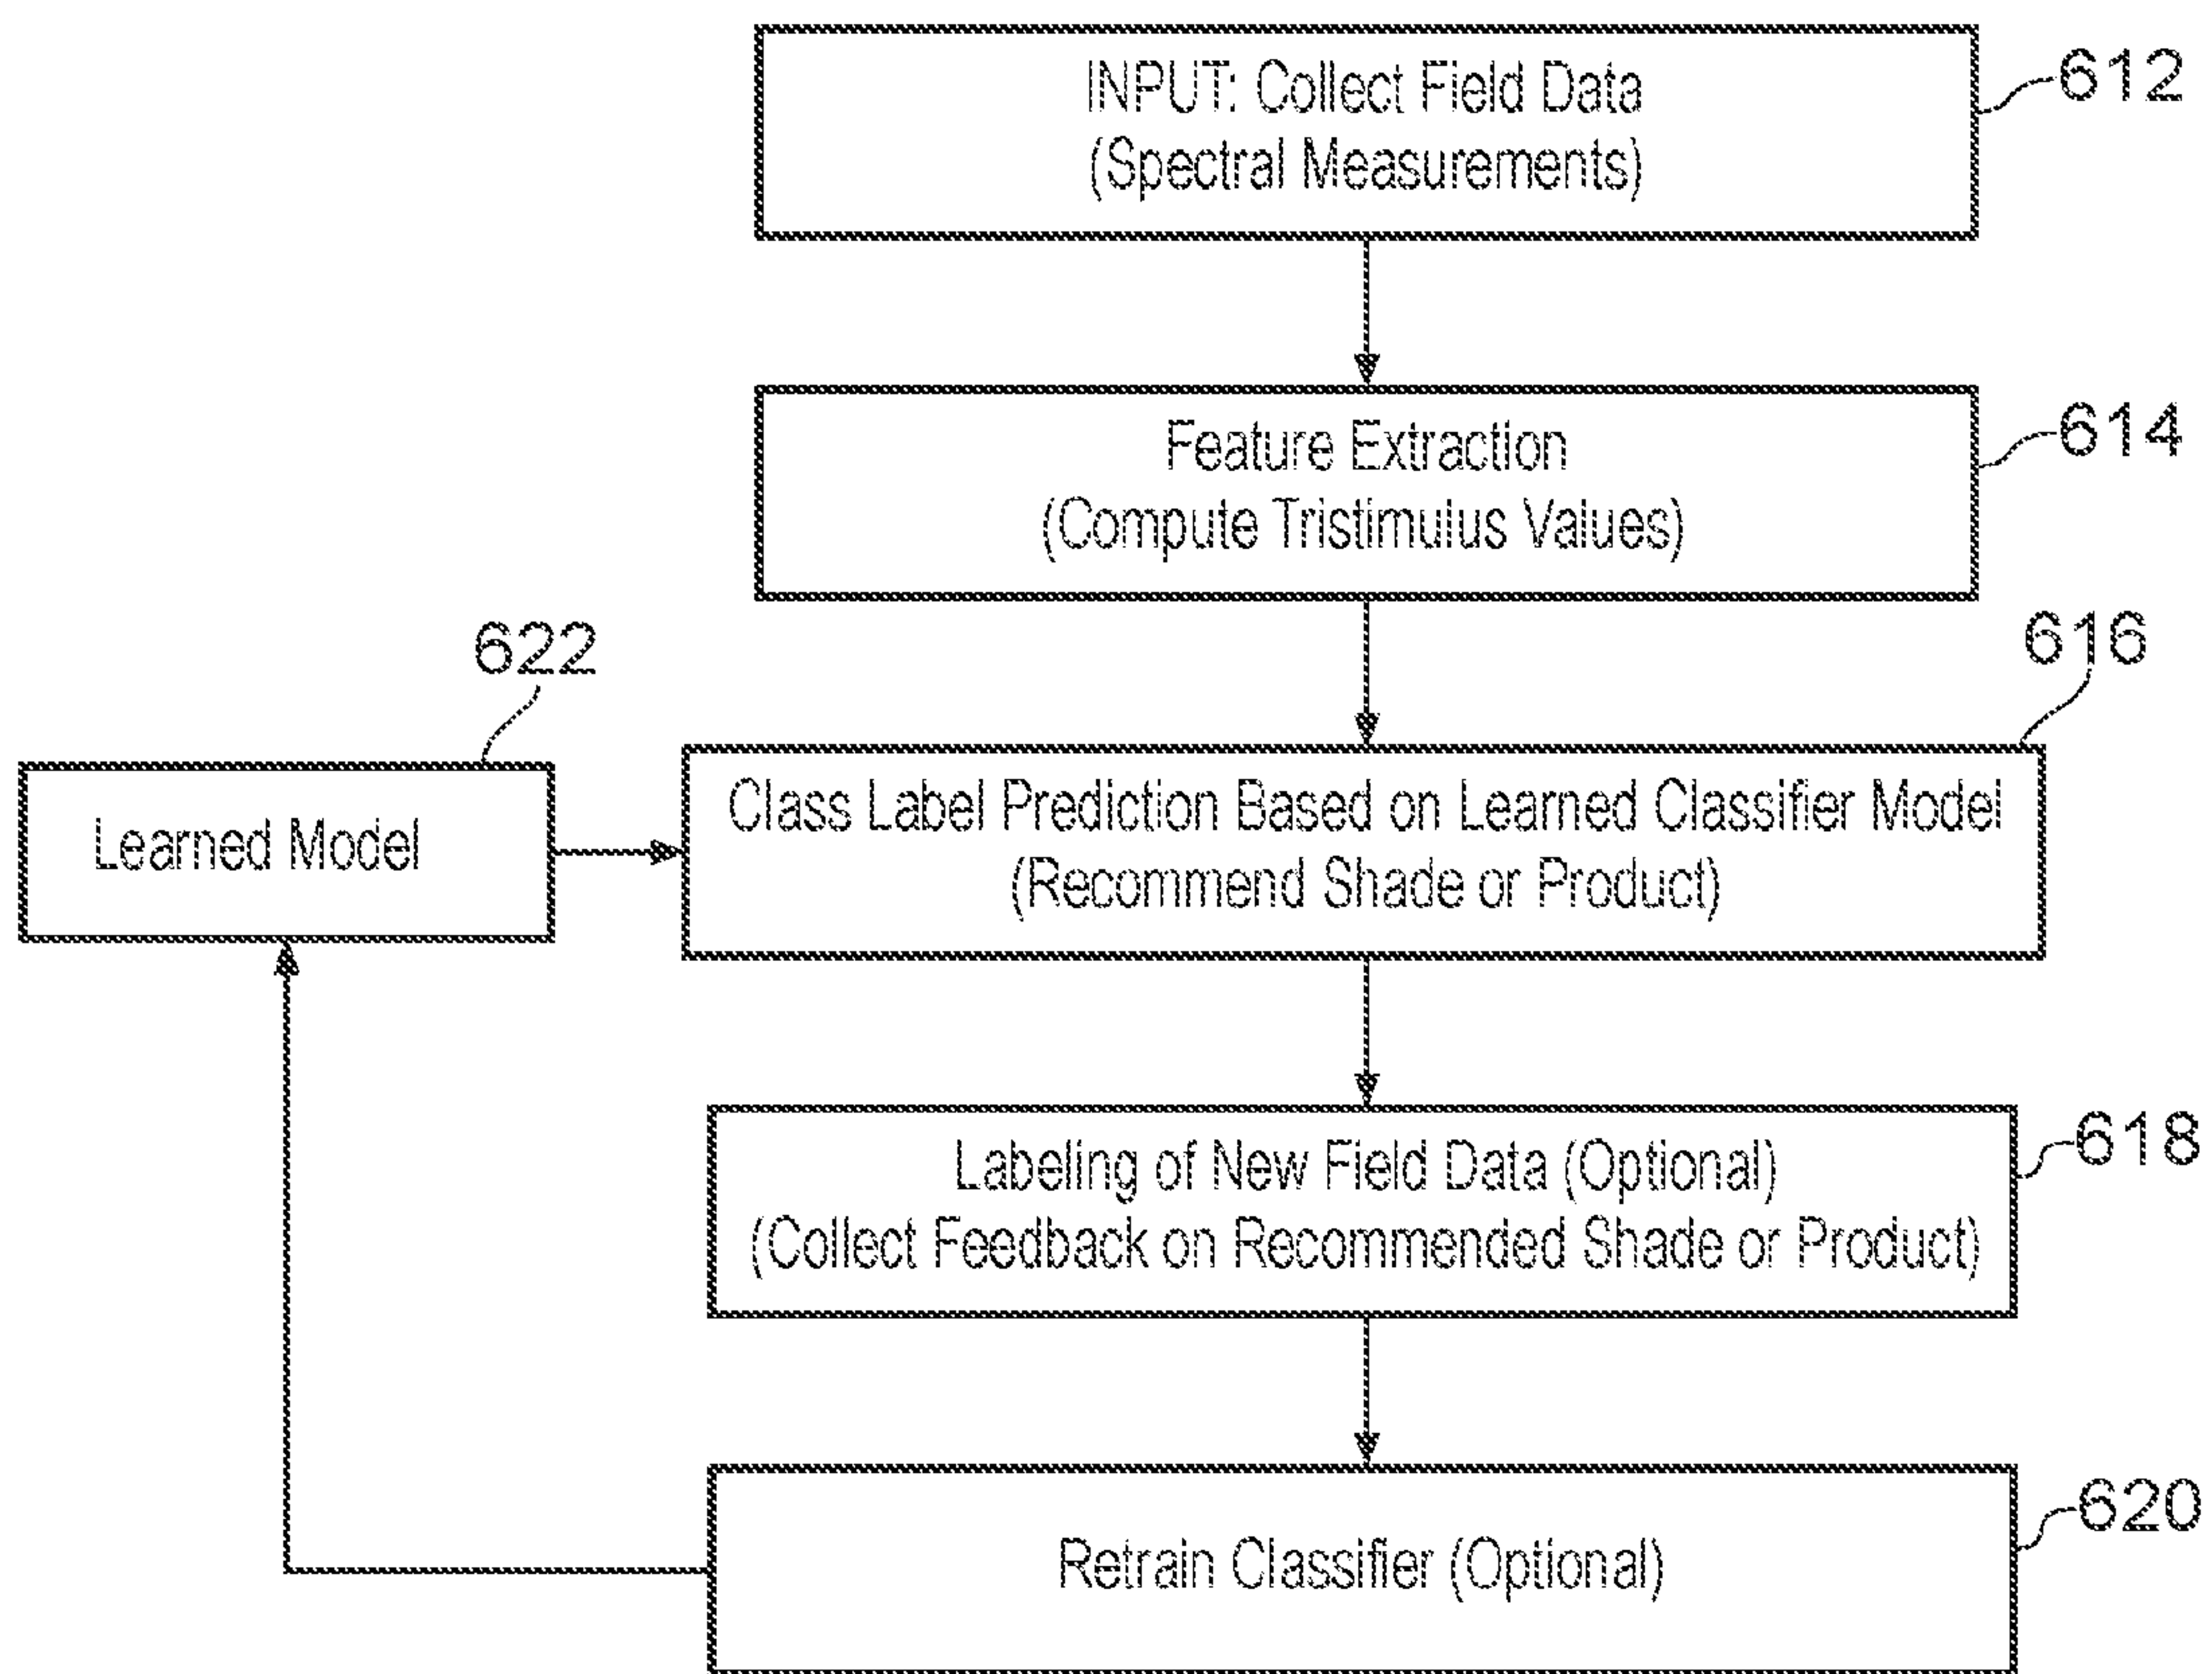 INPUT: Collect Field Data
(Spectral Measurements)
612
Feature Extraction
(Compute Tristimulus Values)
614
622
616
Learned Model
Class Label Prediction Based on Learned Classifier Model
(Recommend Shade or Product)
Labeling of New Field Data (Optional)
(Collect Feedback on Recommended Shade or Product)
618
Retrain Classifier (Optional)
620